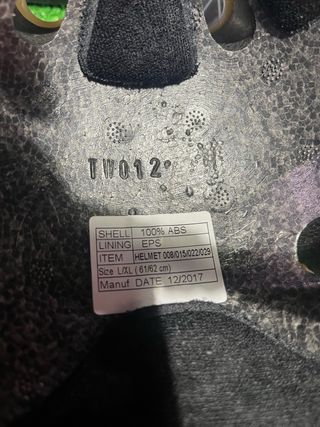 TW012
SHELL 100% ABS
LINING EPS
ITEM HELMET 008/015/022/029
Size L/XL ( 61/62 cm)
Manuf DATE 12/2017